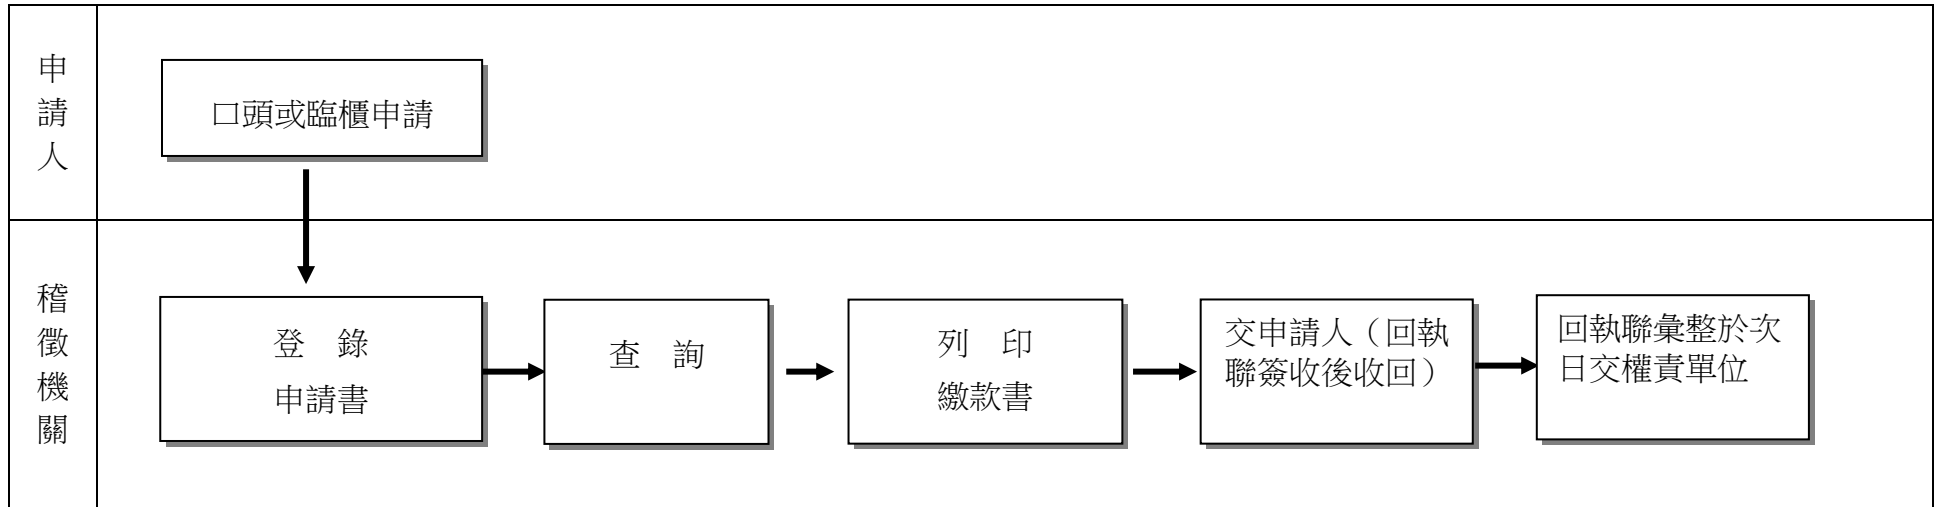 申請人
口頭或臨櫃申請
稽徵機關
登　錄
申請書
查　詢
列　印
繳款書
交申請人（回執
聯簽收後收回）
回執聯彙整於次
日交權責單位